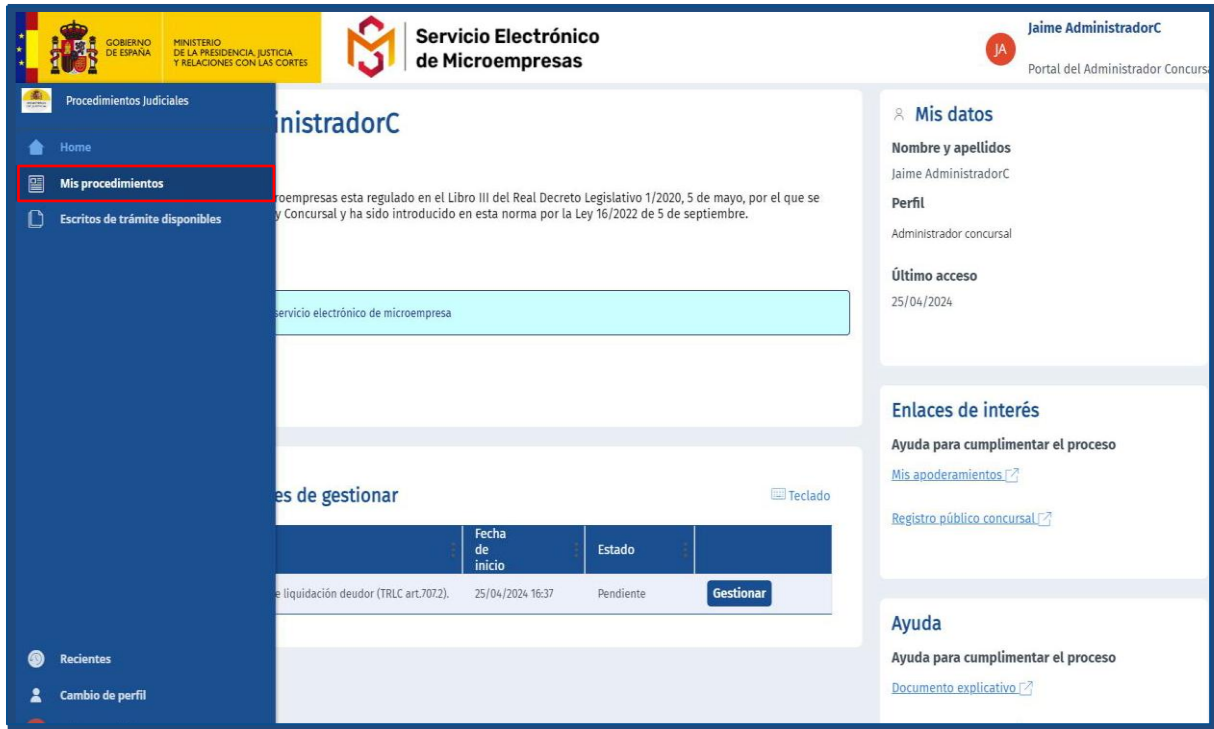 GOBIERNO
DE ESPAÑA
MINISTERIO
DE LA PRESIDENCIA, JUSTICIA
Y RELACIONES CON LAS CORTES
Servicio Electrónico
de Microempresas
JA
Jaime AdministradorC
Portal del Administrador Concursa
Procedimientos Judiciales
Home
Mis procedimientos
Escritos de trámite disponibles
Recientes
Cambio de perfil
inistradorC
roempresas esta regulado en el Libro III del Real Decreto Legislativo 1/2020, 5 de mayo, por el que se
y Concursal y ha sido introducido en esta norma por la Ley 16/2022 de 5 de septiembre.
servicio electrónico de microempresa
es de gestionar
Teclado
Fecha
de
inicio
Estado
e liquidación deudor (TRLC art.707.2).
25/04/2024 16:37
Pendiente
Gestionar
Mis datos
Nombre y apellidos
Jaime AdministradorC
Perfil
Administrador concursal
Último acceso
25/04/2024
Enlaces de interés
Ayuda para cumplimentar el proceso
Mis apoderamientos
Registro público concursal
Ayuda
Ayuda para cumplimentar el proceso
Documento explicativo